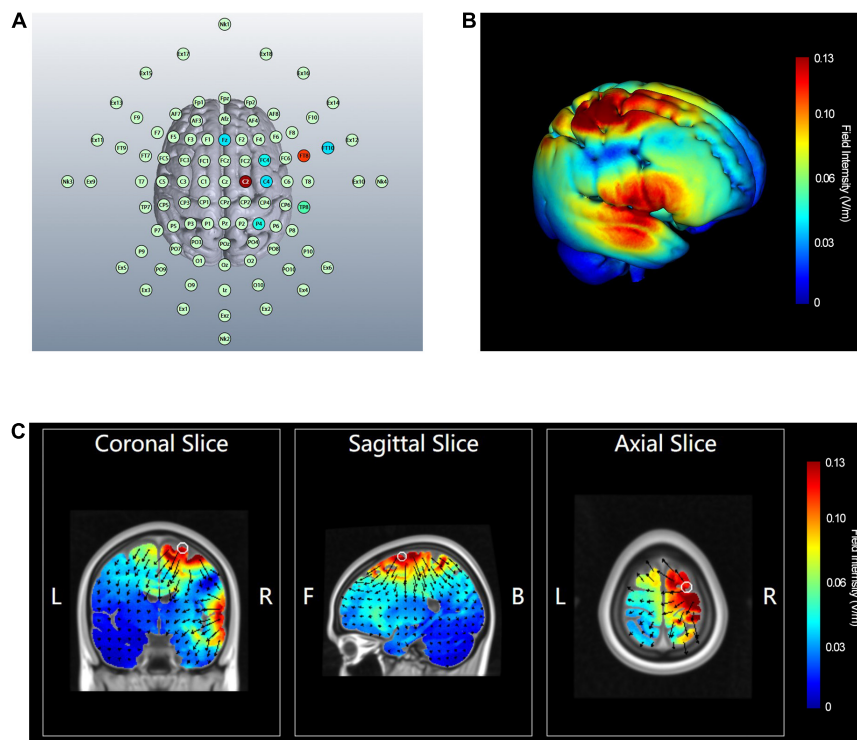 A
Nk1
Ex17 Ex18
Ex15 Ex16
Ex13 Fp1 Fpz Fp2 Ex14
F9 AF7 AF3 Afz AF4 AF8 F10
Ex11 F7 F5 F3 F1 Fz F2 F4 F6 F8 Ex12
FT9 FT7 FC5 FC3 FC1 FCz FC2 FC4 FC6 FT8 FT10
Nk3 Ex9 T7 C5 C3 C1 Cz C2 C4 C6 T8 Ex10 Nk4
TP7 CP5 CP3 CP1 CPz CP2 CP4 CP6 TP8
P7 P5 P3 P1 Pz P2 P4 P6 P8
P9 PO7 PO3 POz PO4 PO8 P10
Ex5 PO9 O1 Oz O2 PO10 Ex6
Ex3 O9 Iz O10 Ex4
Ex1 Exz Ex2
Nk2
B
0.13
0.10
0.06
0.03
0
Field Intensity (V/m)
C
Coronal Slice
L R
Sagittal Slice
F B
Axial Slice
L R
0.13
0.10
0.06
0.03
0
Field Intensity (V/m)